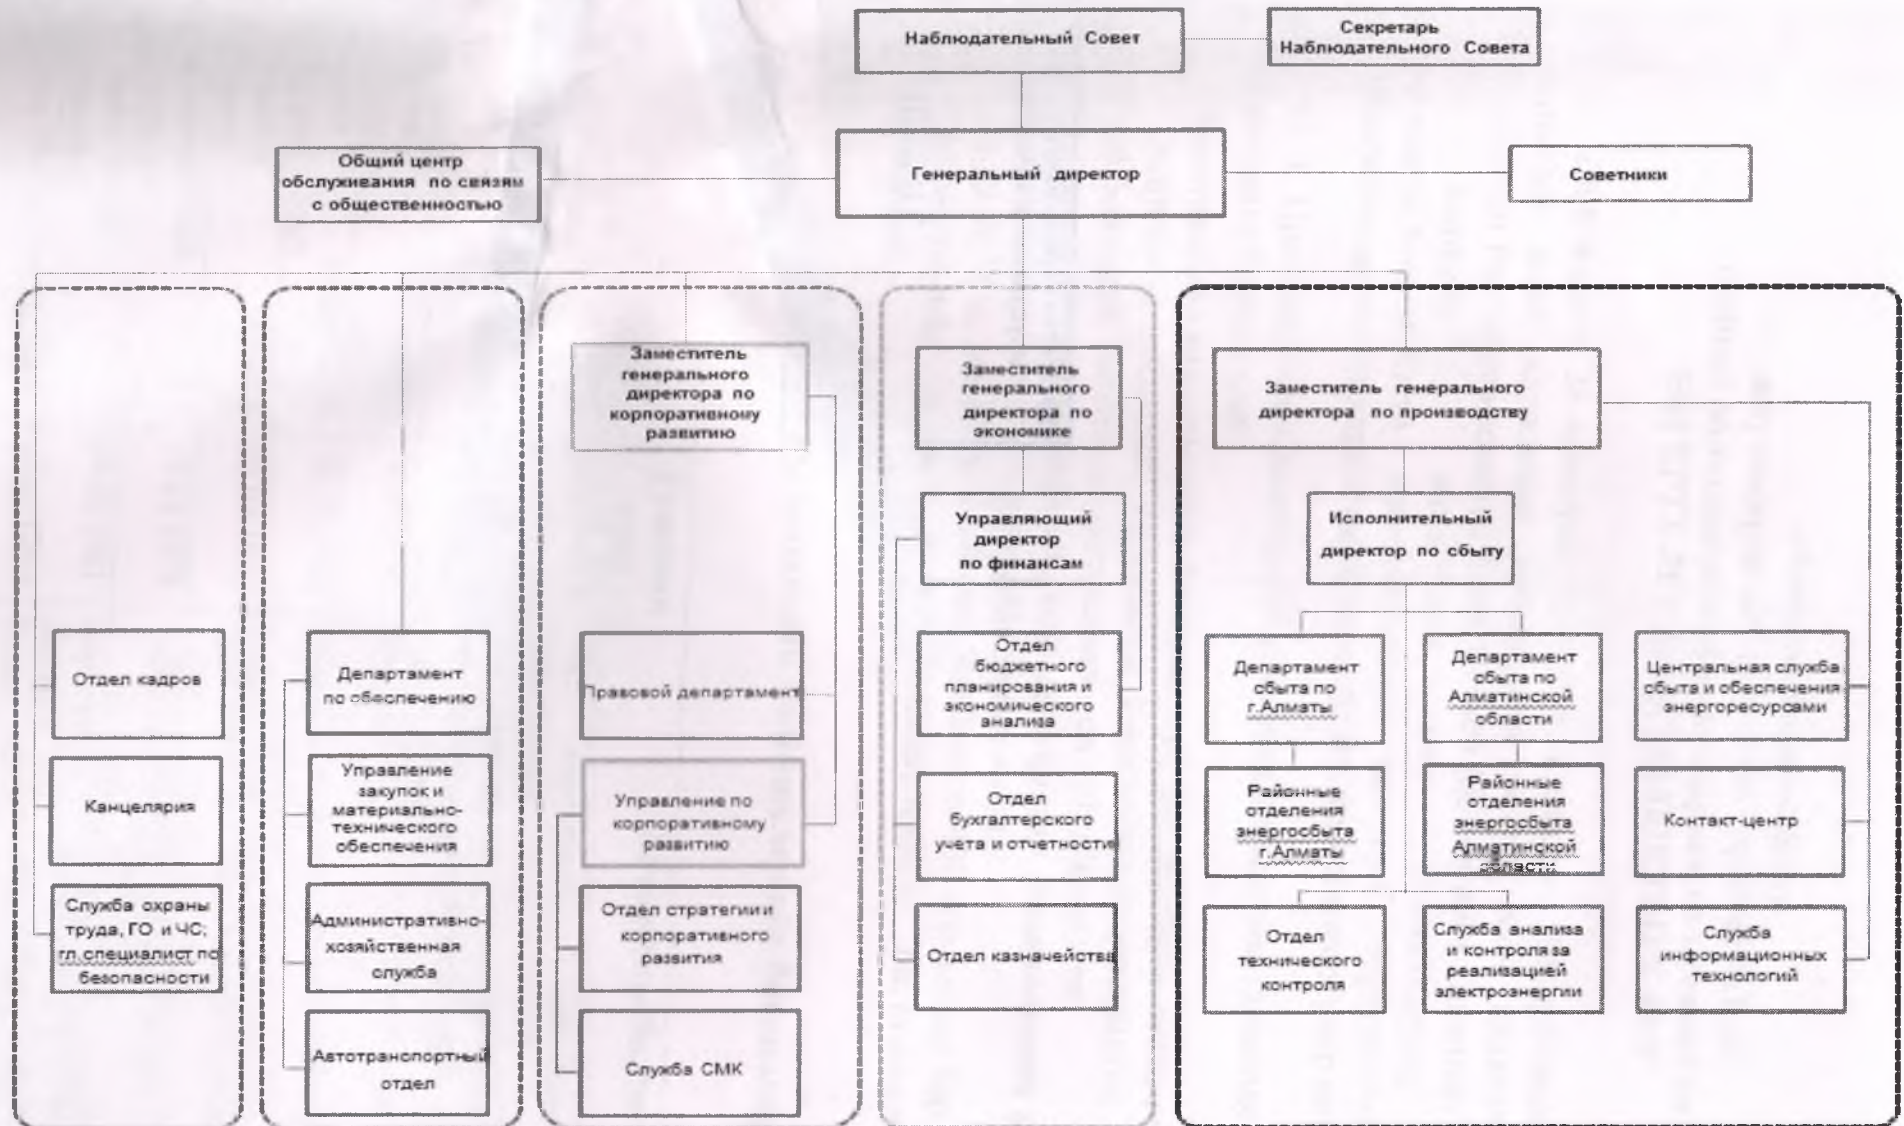 Наблюдательный Совет
Секретарь
Наблюдательного Совета
Общий центр
обслуживания по связям
с общественностью
Генеральный директор
Советники
Заместитель
генерального
директора по
корпоративному
развитию
Заместитель
генерального
директора по
экономике
Заместитель генерального
директора по производству
Управляющий
директор
по финансам
Исполнительный
директор по сбыту
Отдел кадров
Департамент
по обеспечению
Правовой департамент
Отдел
бюджетного
планирования и
экономического
анализа
Департамент
сбыта по
г.Алматы
Департамент
сбыта по
Алматинской
области
Центральная служба
сбыта и обеспечения
энергоресурсами
Канцелярия
Управление
закупок и
материально-
технического
обеспечения
Управление по
корпоративному
развитию
Отдел
бухгалтерского
учета и отчетности
Районные
отделения
энергосбыта
г.Алматы
Районные
отделения
энергосбыта
Алматинской
области
Контакт-центр
Служба охраны
труда, ГО и ЧС;
гл.специалист по
безопасности
Административно-
хозяйственная
служба
Отдел стратегии и
корпоративного
развития
Отдел казначейства
Отдел
технического
контроля
Служба анализа
и контроля за
реализацией
электроэнергии
Служба
информационных
технологий
Автотранспортный
отдел
Служба СМК